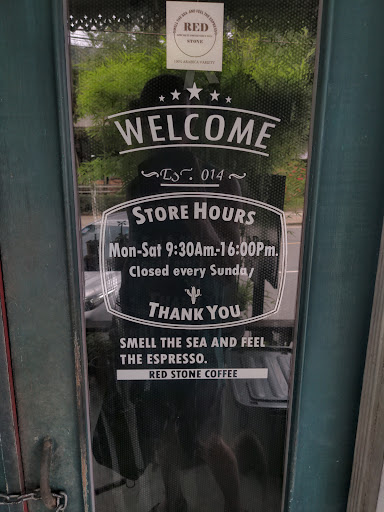 RED
STONE
WELCOME
Est. 014
STORE HOURS
Mon-Sat 9:30Am.-16:00Pm.
Closed every Sunday
THANK YOU
SMELL THE SEA AND FEEL
THE ESPRESSO.
RED STONE COFFEE